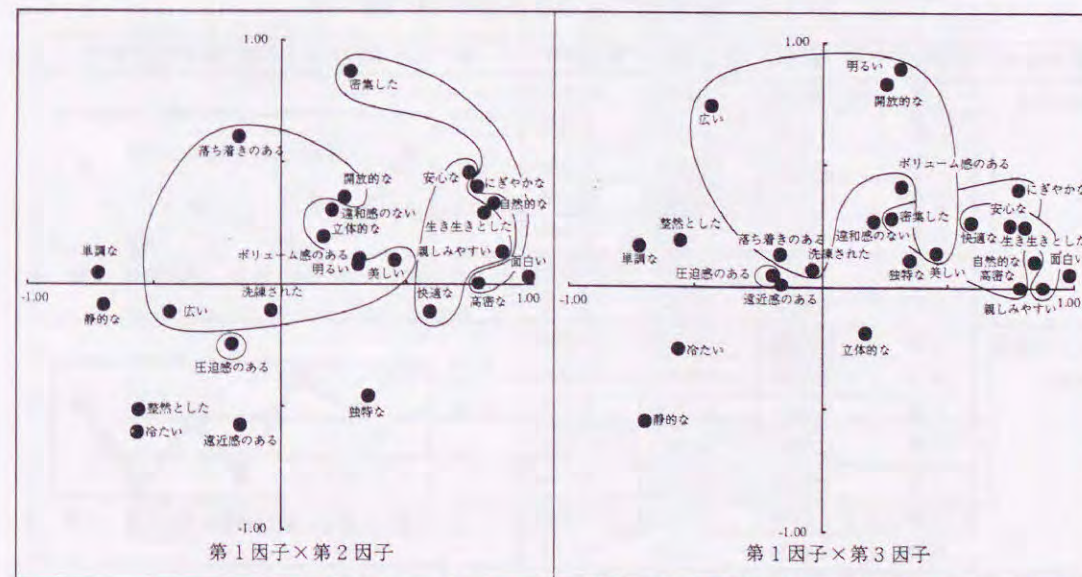 1.00
密集した
落ち着きのある
安心な
にぎやかな
開放的な
自然的な
違和感のない
生き生きとした
立体的な
ボリューム感のある
親しみやすい
面白い
明るい
美しい
単調な
-1.00
1.00
洗練された
快適な
高密な
静的な
広い
圧迫感のある
整然とした
独特な
冷たい
遠近感のある
-1.00
第1因子×第2因子
1.00
明るい
開放的な
広い
ボリューム感のある
にぎやかな
密集した
安心な
整然とした
違和感のない
落ち着きのある
快適な
生き生きとした
単調な
洗練された
自然的な
面白い
圧迫感のある
独特な
美しい
高密な
-1.00
遠近感のある
1.00
親しみやすい
冷たい
立体的な
静的な
-1.00
第1因子×第3因子